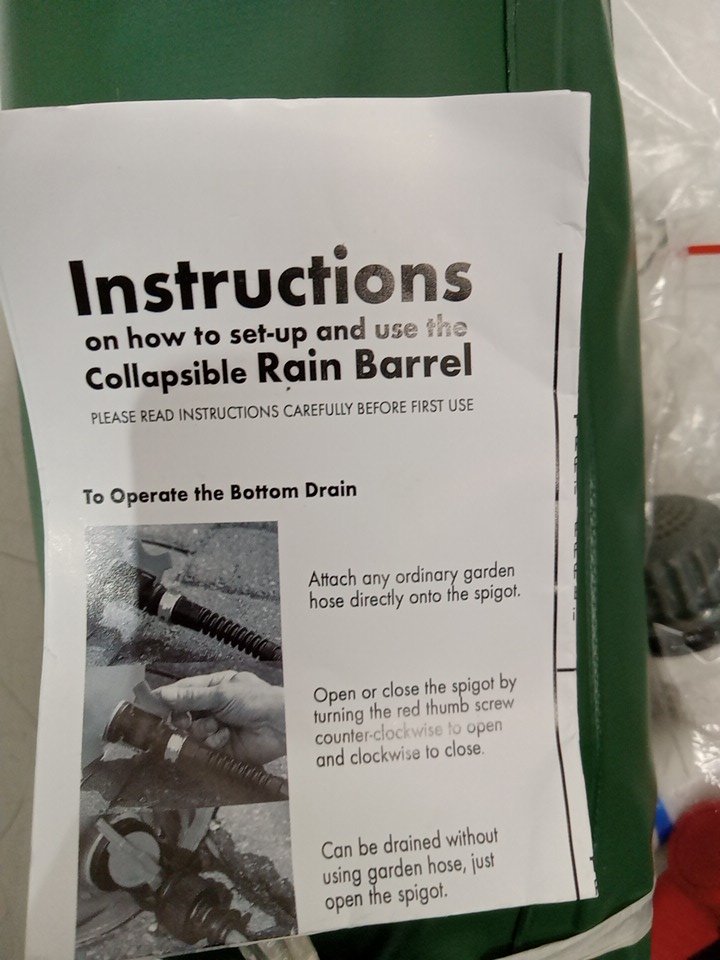 Instructions
on how to set-up and use the
Collapsible Rain Barrel
PLEASE READ INSTRUCTIONS CAREFULLY BEFORE FIRST USE
To Operate the Bottom Drain
Attach any ordinary garden
hose directly onto the spigot.
Open or close the spigot by
turning the red thumb screw
counter-clockwise to open
and clockwise to close.
Can be drained without
using garden hose, just
open the spigot.